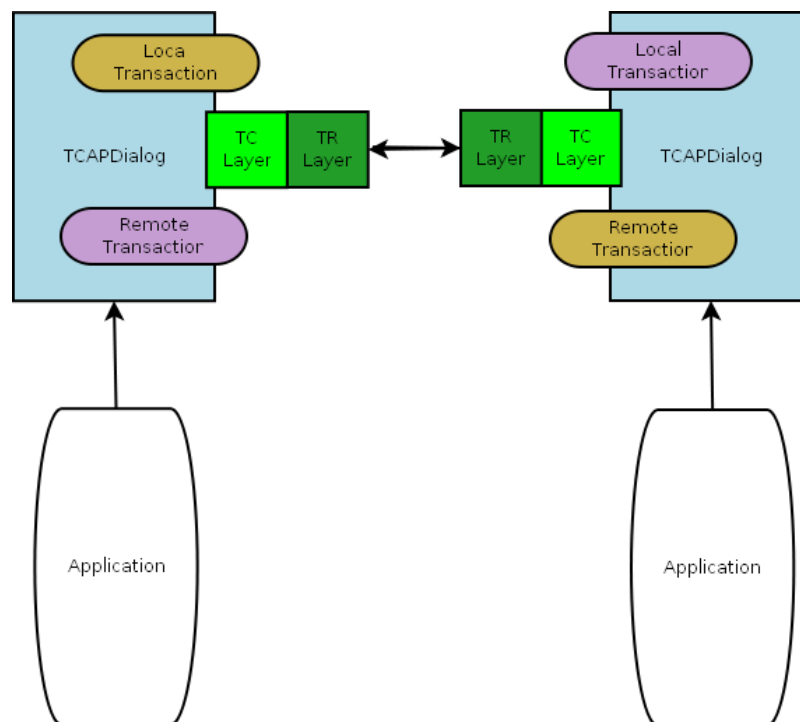 Loca
Transaction
TC
Layer
TR
Layer
TCAPDialog
Remote
Transaction
Application
Local
Transaction
TR
Layer
TC
Layer
TCAPDialog
Remote
Transaction
Application